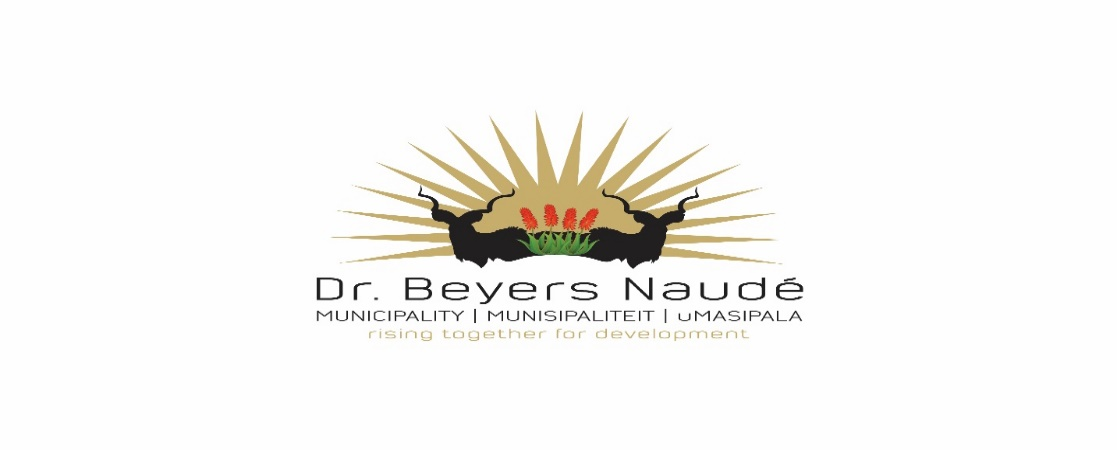 Dr. Beyers Naudé
MUNICIPALITY | MUNISIPALITEIT | uMASIPALA
rising together for development